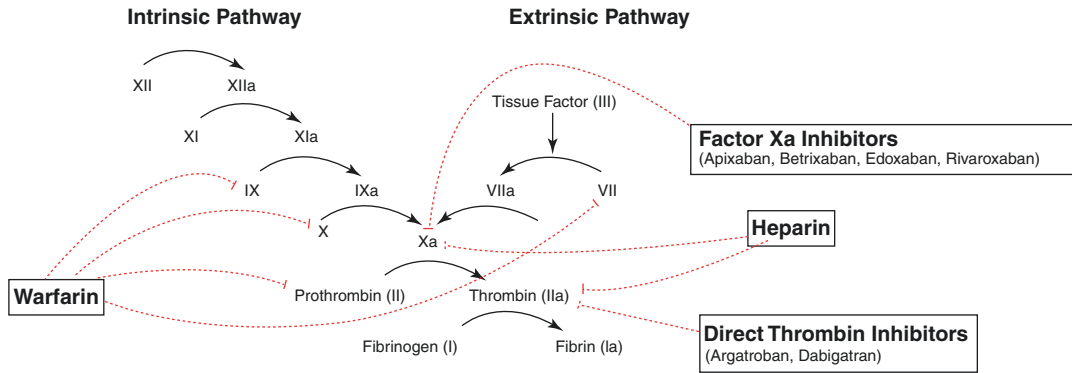 Intrinsic Pathway
Extrinsic Pathway
XII
XIIa
Tissue Factor (III)
XI
XIa
Factor Xa Inhibitors
(Apixaban, Betrixaban, Edoxaban, Rivaroxaban)
IX
IXa
VIIa
VII
X
Xa
Heparin
Warfarin
Prothrombin (II)
Thrombin (IIa)
Direct Thrombin Inhibitors
(Argatroban, Dabigatran)
Fibrinogen (I)
Fibrin (Ia)